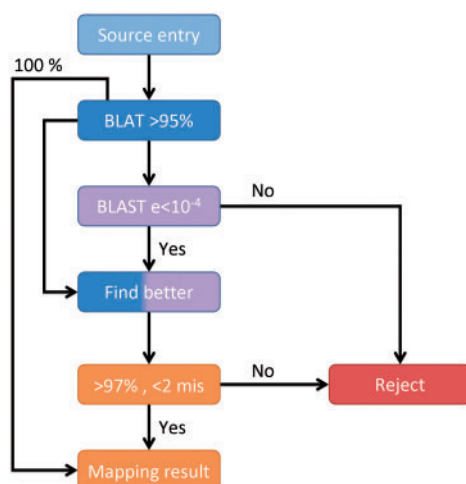 Source entry
100 %
BLAT >95%
BLAST e<10⁻⁴
No
Yes
Find better
>97% , <2 mis
No
Reject
Yes
Mapping result